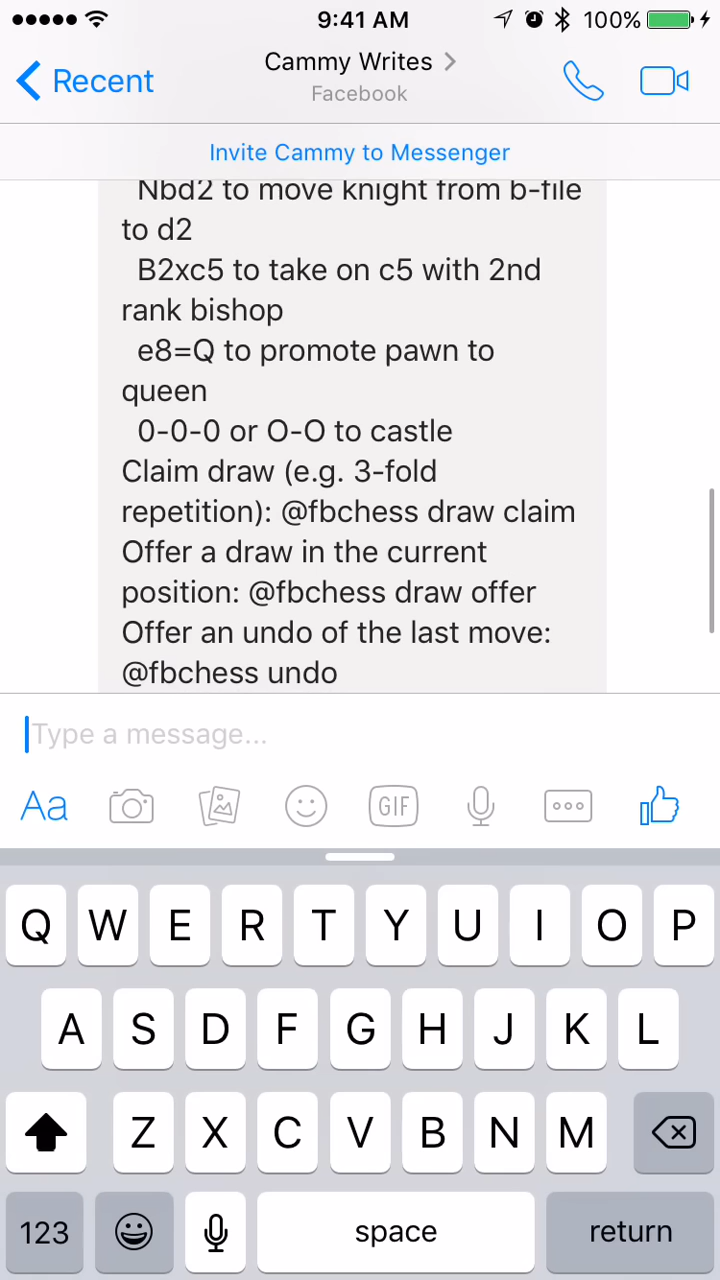 9:41 AM
100%
Recent
Cammy Writes
Facebook
Invite Cammy to Messenger
Nbd2 to move knight from b-file
to d2
B2xc5 to take on c5 with 2nd
rank bishop
e8=Q to promote pawn to
queen
0-0-0 or O-O to castle
Claim draw (e.g. 3-fold
repetition): @fbchess draw claim
Offer a draw in the current
position: @fbchess draw offer
Offer an undo of the last move:
@fbchess undo
Type a message...
Aa
GIF
Q W E R T Y U I O P
A S D F G H J K L
Z X C V B N M
123 space return